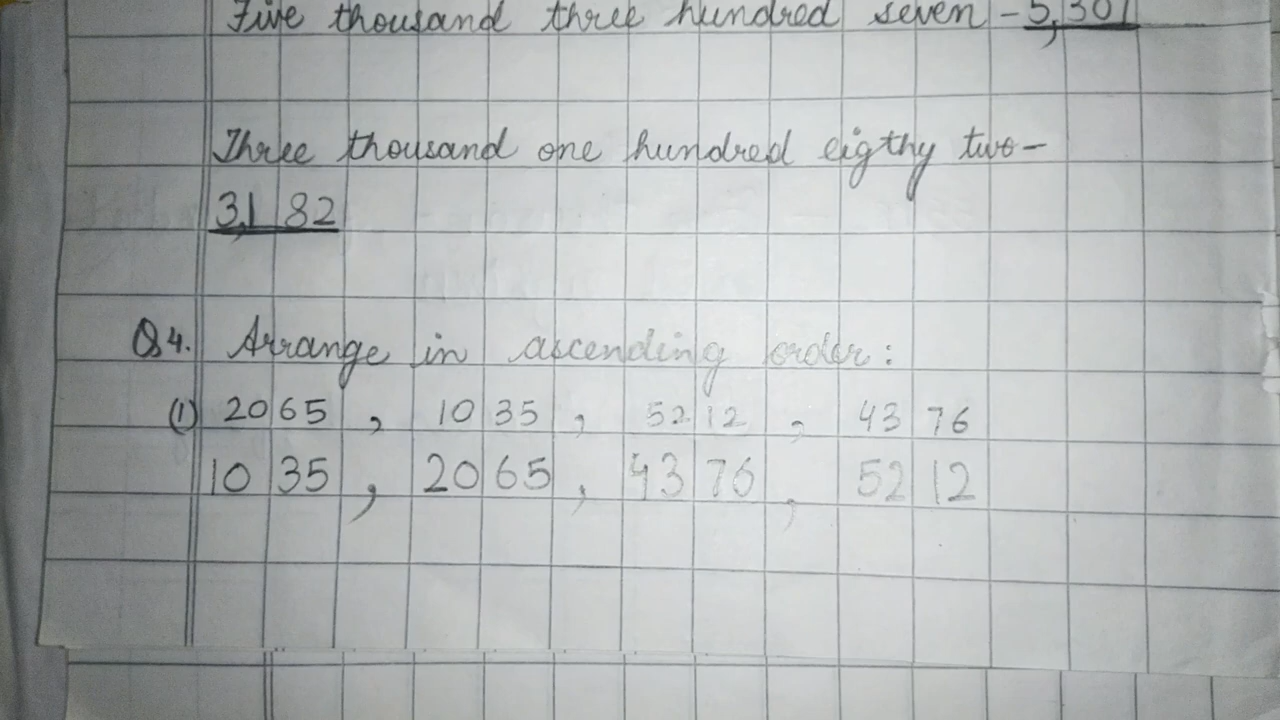 Five thousand three hundred seven - 5,307
Three thousand one hundred eigthy two-
3,182
Q4. Arrange in ascending order:
(1) 2065, 1035, 5212, 4376
1035, 2065, 4376, 5212